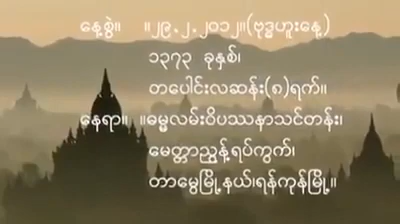 နေ့စွဲ။ ။၂၉.၂.၂၀၁၂။(ဗုဒ္ဓဟူးနေ့)
၁၃၇၃ ခုနှစ်၊
တပေါင်းလဆန်း(၈)ရက်။
နေရာ။ ။ဓမ္မလမ်းဝိပဿနာသင်တန်း၊
မေတ္တာညွန့်ရပ်ကွက်၊
တာမွေမြို့နယ်၊ရန်ကုန်မြို့။